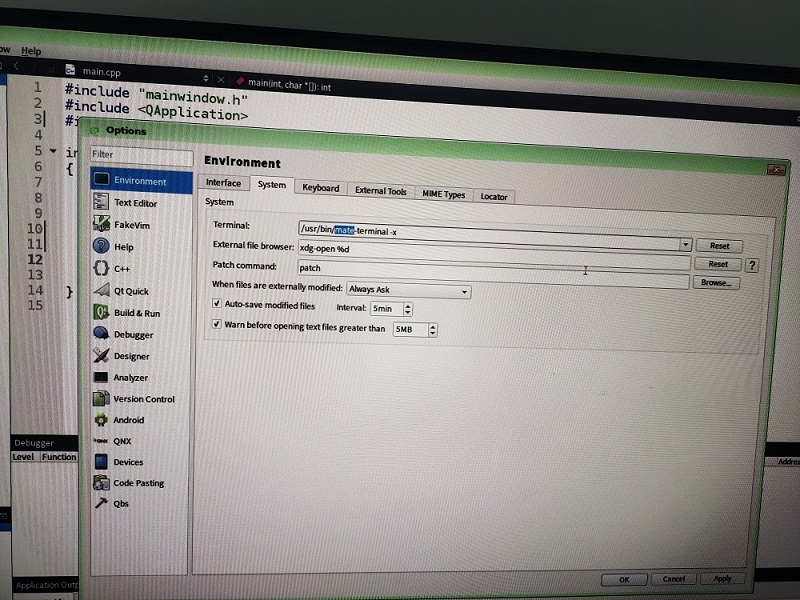 Help
main.cpp
main(int, char *[]): int
1
#include "mainwindow.h"
2
#include <QApplication>
3
4
5
6
{
7
8
9
10
11
12
13
14
}
15
Options
Filter
Environment
Text Editor
FakeVim
Help
C++
Qt Quick
Build & Run
Debugger
Designer
Analyzer
Version Control
Android
QNX
Devices
Code Pasting
Qbs
Environment
Interface
System
Keyboard
External Tools
MIME Types
Locator
System
Terminal:
/usr/bin/mate-terminal -x
Reset
External file browser:
xdg-open %d
Reset
?
Patch command:
patch
Browse...
When files are externally modified:
Always Ask
Auto-save modified files
Interval:
5min
Warn before opening text files greater than
5MB
OK
Cancel
Apply
Debugger
Level
Function
Application